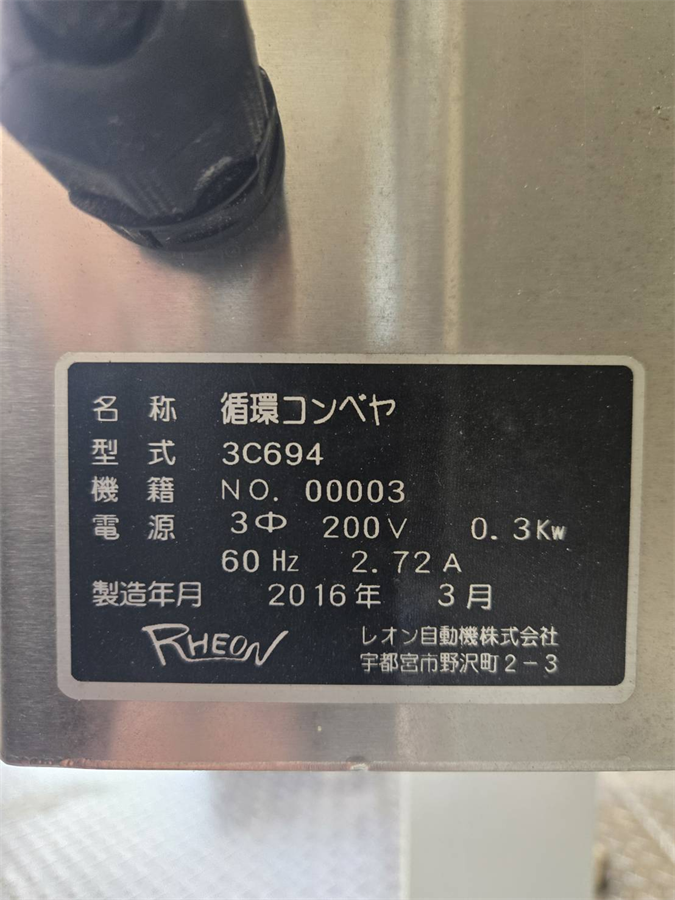 名称 循環コンベヤ
型式 3C694
機籍 NO. 00003
電源 3Φ 200V 0.3Kw
60Hz 2.72A
製造年月 2016年 3月
RHEON レオン自動機株式会社
宇都宮市野沢町2-3